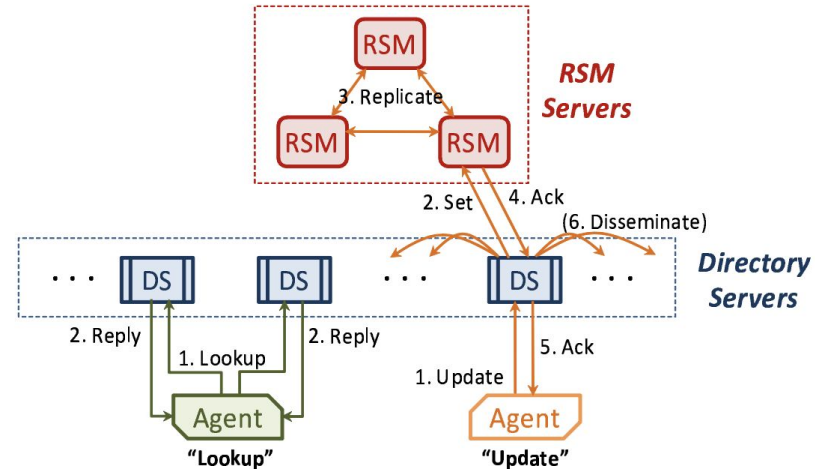 RSM
3. Replicate
RSM
RSM
RSM
Servers
2. Set
4. Ack
(6. Disseminate)
. . .
DS
DS
. . .
DS
. . .
Directory
Servers
2. Reply
1. Lookup
2. Reply
1. Update
5. Ack
Agent
Agent
“Lookup”
“Update”